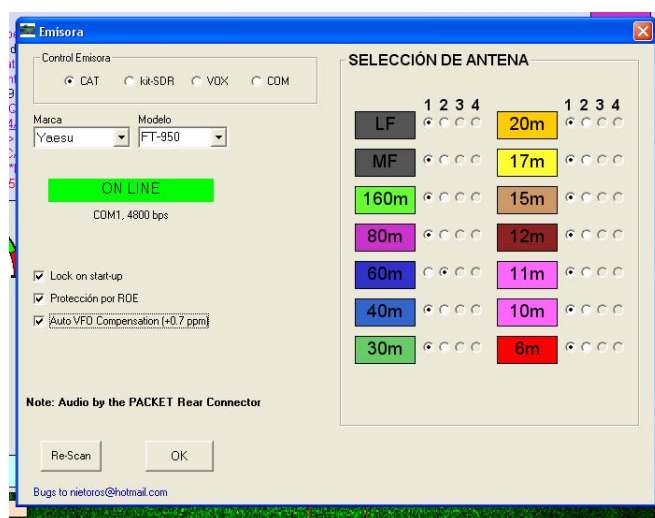 Emisora
Control Emisora
CAT kit-SDR VOX COM
Marca Modelo
Yaesu FT-950
ON LINE
COM1, 4800 bps
Lock on start-up
Protección por ROE
Auto VFO Compensation (+0.7 ppm)
Note: Audio by the PACKET Rear Connector
Re-Scan OK
Bugs to nietoros@hotmail.com
SELECCIÓN DE ANTENA
1 2 3 4 1 2 3 4
LF 20m
MF 17m
160m 15m
80m 12m
60m 11m
40m 10m
30m 6m